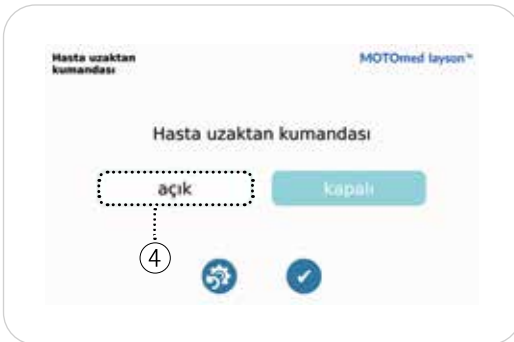 Hasta uzaktan
kumandası
MOTOmed layson™
Hasta uzaktan kumandası
açık
kapalı
4